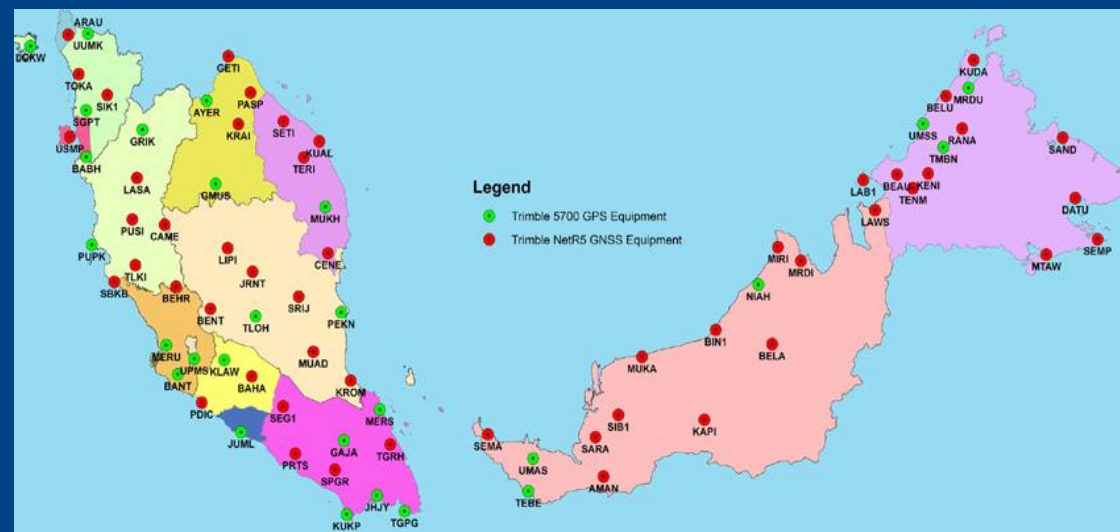 ARAU
UUMK
LGKW
TOKA
SIK1
SGPT
USMP
BABH
GRIK
LASA
PUSI
CAME
PUPK
TLKI
SBKB
BEHR
GETI
PASP
AYER
KRAI
SETI
KUAL
TERI
GMUS
MUKH
CENE
LIPI
JRNT
SRIJ
PEKN
BENT
TLOH
MUAD
KROM
MERU
UPMS
KLAW
BANT
BAHA
PDIC
SEG1
MERS
JUML
GAJA
TGRH
PRTS
SPGR
JHJY
KUKP
TGPG
Legend
Trimble 5700 GPS Equipment
Trimble NetR5 GNSS Equipment
KUDA
MRDU
BELU
UMSS
RANA
TMBN
SAND
LAB1
BEAU
KENI
TENM
DATU
LAWS
SEMP
MTAW
MIRI
MRDI
NIAH
BIN1
BELA
MUKA
SIB1
KAPI
SEMA
SARA
UMAS
AMAN
TEBE